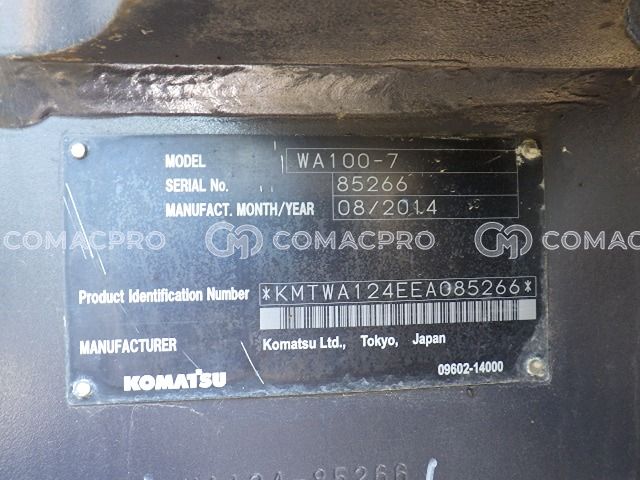 MODEL WA100-7
SERIAL No. 85266
MANUFACT. MONTH/YEAR 08/2014
COMACPRO COMACPRO COMACPRO
Product Identification Number *KMTWA124EEA085266*
MANUFACTURER Komatsu Ltd., Tokyo, Japan
KOMATSU 09602-14000
85266